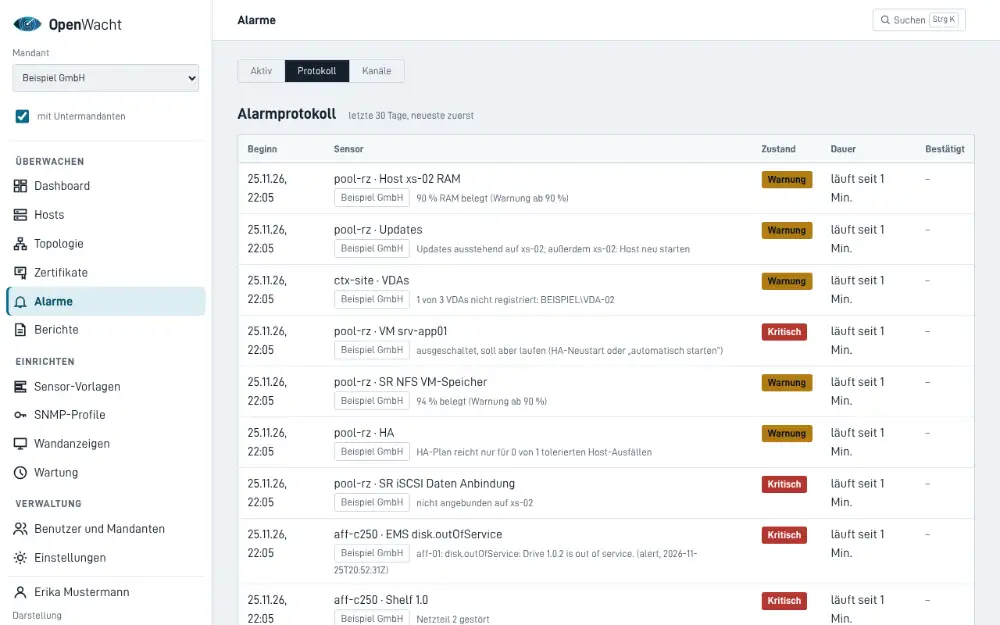 OpenWacht
Mandant
Beispiel GmbH
mit Untermandanten
ÜBERWACHEN
Dashboard
Hosts
Topologie
Zertifikate
Alarme
Berichte
EINRICHTEN
Sensor-Vorlagen
SNMP-Profile
Wandanzeigen
Wartung
VERWALTUNG
Benutzer und Mandanten
Einstellungen
Erika Mustermann
Darstellung
Alarme
Suchen Strg K
Aktiv Protokoll Kanäle
Alarmprotokoll letzte 30 Tage, neueste zuerst
Beginn Sensor Zustand Dauer Bestätigt
25.11.26, pool-rz · Host xs-02 RAM Warnung läuft seit 1 –
22:05 Beispiel GmbH 90 % RAM belegt (Warnung ab 90 %) Min.
25.11.26, pool-rz · Updates Warnung läuft seit 1 –
22:05 Beispiel GmbH Updates ausstehend auf xs-02; außerdem xs-02: Host neu starten Min.
25.11.26, ctx-site · VDAs Warnung läuft seit 1 –
22:05 Beispiel GmbH 1 von 3 VDAs nicht registriert: BEISPIEL\VDA-02 Min.
25.11.26, pool-rz · VM srv-app01 Kritisch läuft seit 1 –
22:05 Beispiel GmbH ausgeschaltet, soll aber laufen (HA-Neustart oder „automatisch starten") Min.
25.11.26, pool-rz · SR NFS VM-Speicher Warnung läuft seit 1 –
22:05 Beispiel GmbH 94 % belegt (Warnung ab 90 %) Min.
25.11.26, pool-rz · HA Warnung läuft seit 1 –
22:05 Beispiel GmbH HA-Plan reicht nur für 0 von 1 tolerierten Host-Ausfällen Min.
25.11.26, pool-rz · SR iSCSI Daten Anbindung Kritisch läuft seit 1 –
22:05 Beispiel GmbH nicht angebunden auf xs-02 Min.
25.11.26, aff-c250 · EMS disk.outOfService Kritisch läuft seit 1 –
22:05 Beispiel GmbH aff-01: disk.outOfService: Drive 1.0.2 is out of service. (alert, 2026-11- Min.
25T20:52:31Z)
25.11.26, aff-c250 · Shelf 1.0 Kritisch läuft seit 1 –
22:05 Beispiel GmbH Netzteil 2 gestört Min.